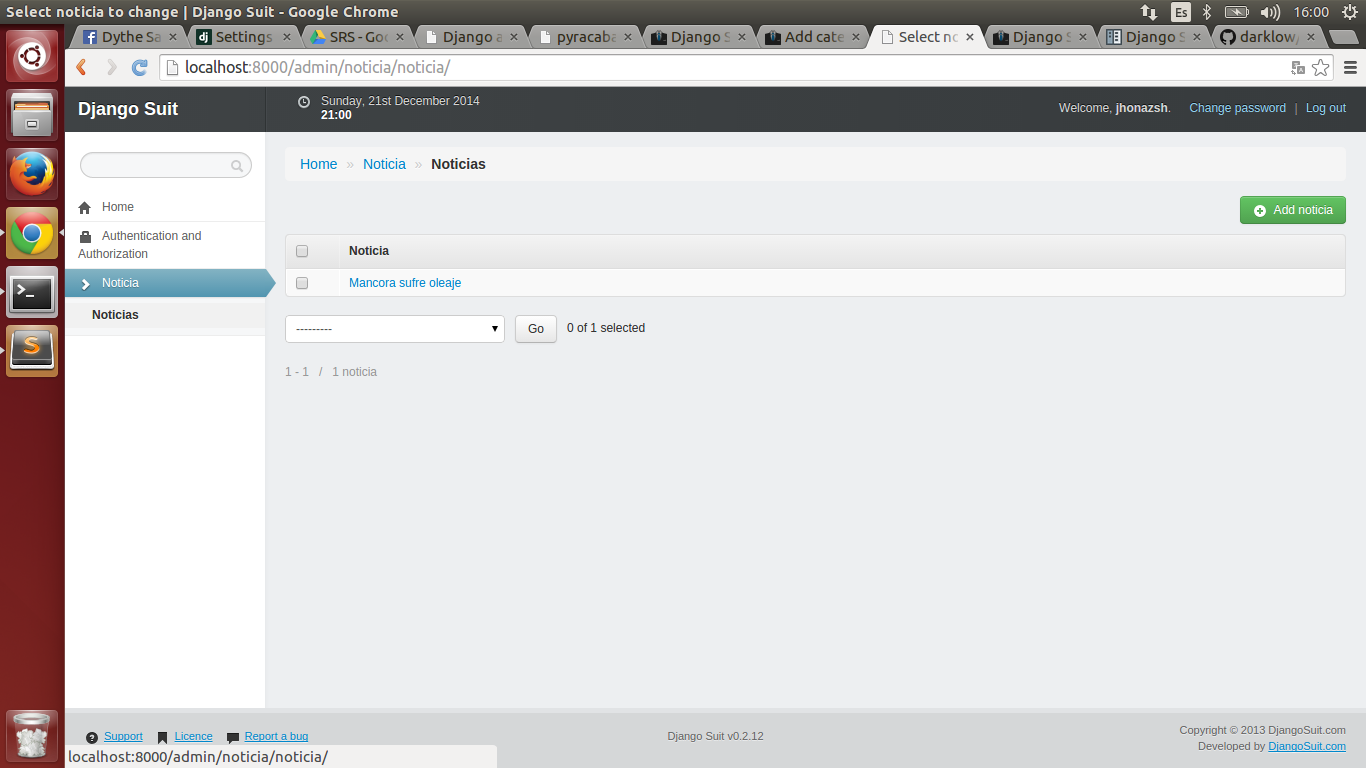 Select noticia to change | Django Suit - Google Chrome
Es
16:00
Dythe Sa
Settings
SRS - Goo
Django a
pyracaba
Django S
Add cate
Select no
Django S
Django S
darklow/
localhost:8000/admin/noticia/noticia/
Django Suit
Sunday, 21st December 2014
21:00
Welcome, jhonazsh. Change password | Log out
Home » Noticia » Noticias
Home
Add noticia
Authentication and
Authorization
Noticia
Noticia
Mancora sufre oleaje
Noticias
---------
Go
0 of 1 selected
1 - 1 / 1 noticia
Support
Licence
Report a bug
Django Suit v0.2.12
Copyright © 2013 DjangoSuit.com
Developed by DjangoSuit.com
localhost:8000/admin/noticia/noticia/